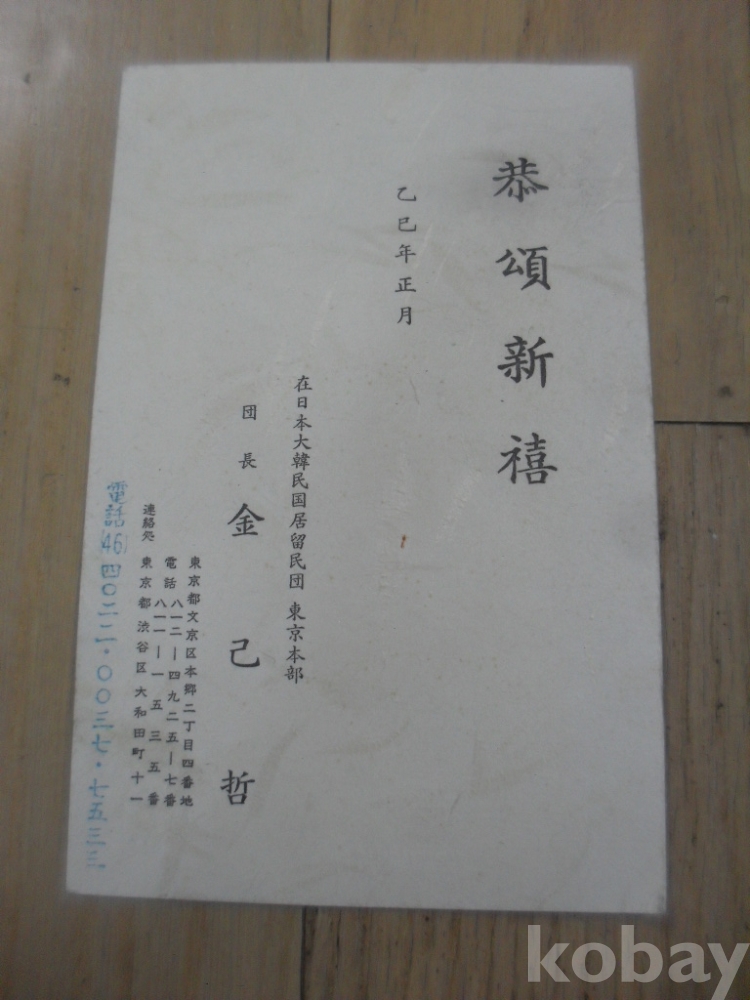 恭頌新禧
乙巳年正月
在日本大韓民国居留民団 東京本部
団長 金己哲
東京都文京区本郷二丁目四番地
電話 八一二―四九二五―七番
八一一―一五三五番
連絡処 東京都渋谷区大和田町十一
電話(46)四〇二二・〇〇三七・七五三三
kobay